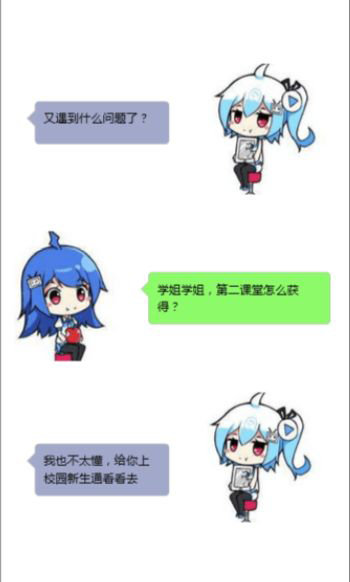 又遇到什么问题了？
学姐学姐，第二课堂怎么获
得？
我也不太懂，给你上
校园新生通看看去